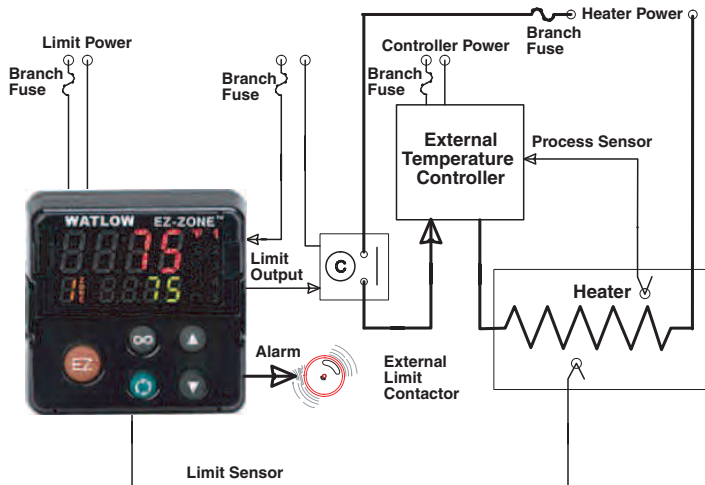 Heater Power
Branch
Fuse
Limit Power
Controller Power
Branch
Fuse
Branch
Fuse
Branch
Fuse
External
Temperature
Controller
Process Sensor
WATLOW EZ-ZONE™
75
75
Limit
Output
C
Heater
EZ
Alarm
External
Limit
Contactor
Limit Sensor